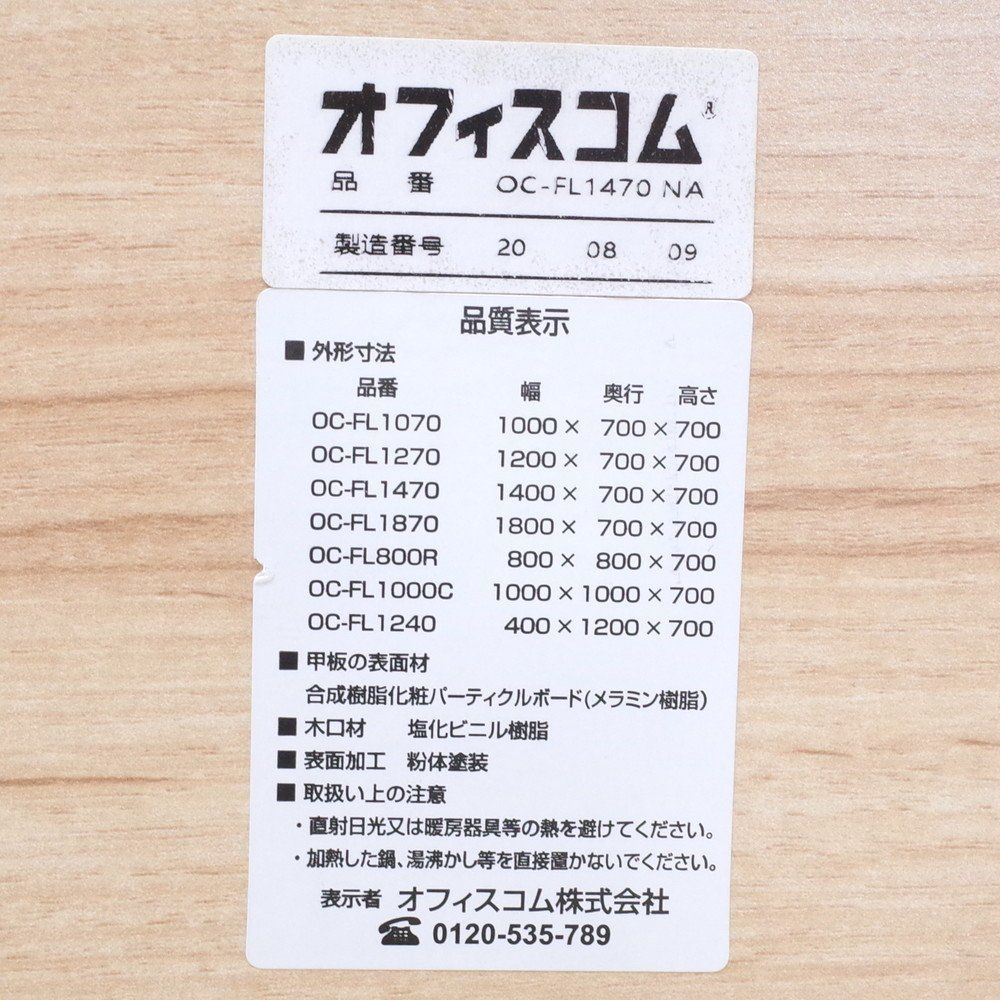 オフィスコム®
品 番 OC-FL1470 NA
製造番号 20 08 09
品質表示
■ 外形寸法
品番 幅 奥行 高さ
OC-FL1070 1000 × 700 × 700
OC-FL1270 1200 × 700 × 700
OC-FL1470 1400 × 700 × 700
OC-FL1870 1800 × 700 × 700
OC-FL800R 800 × 800 × 700
OC-FL1000C 1000 × 1000 × 700
OC-FL1240 400 × 1200 × 700
■ 甲板の表面材
合成樹脂化粧パーティクルボード(メラミン樹脂)
■ 木口材 塩化ビニル樹脂
■ 表面加工 粉体塗装
■ 取扱い上の注意
・直射日光又は暖房器具等の熱を避けてください。
・加熱した鍋、湯沸かし等を直接置かないでください。
表示者 オフィスコム株式会社
☎ 0120-535-789